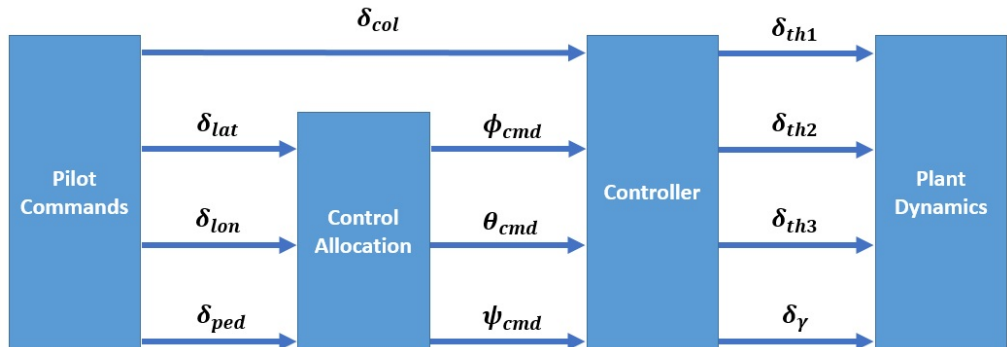 δcol
δth1
δlat
ϕcmd
δth2
Pilot
Commands
Control
Allocation
Controller
Plant
Dynamics
δlon
θcmd
δth3
δped
ψcmd
δγ